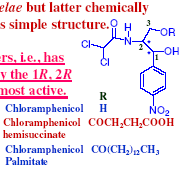 elae but latter chemically
s simple structure.
ers, i.e., has
y the 1R, 2R
most active.
O
H
N
3
OR
Cl
Cl
2
*
*
1
OH
NO2
R
Chloramphenicol H
Chloramphenicol COCH2CH2COOH
hemisuccinate
Chloramphenicol CO(CH2)12CH3
Palmitate